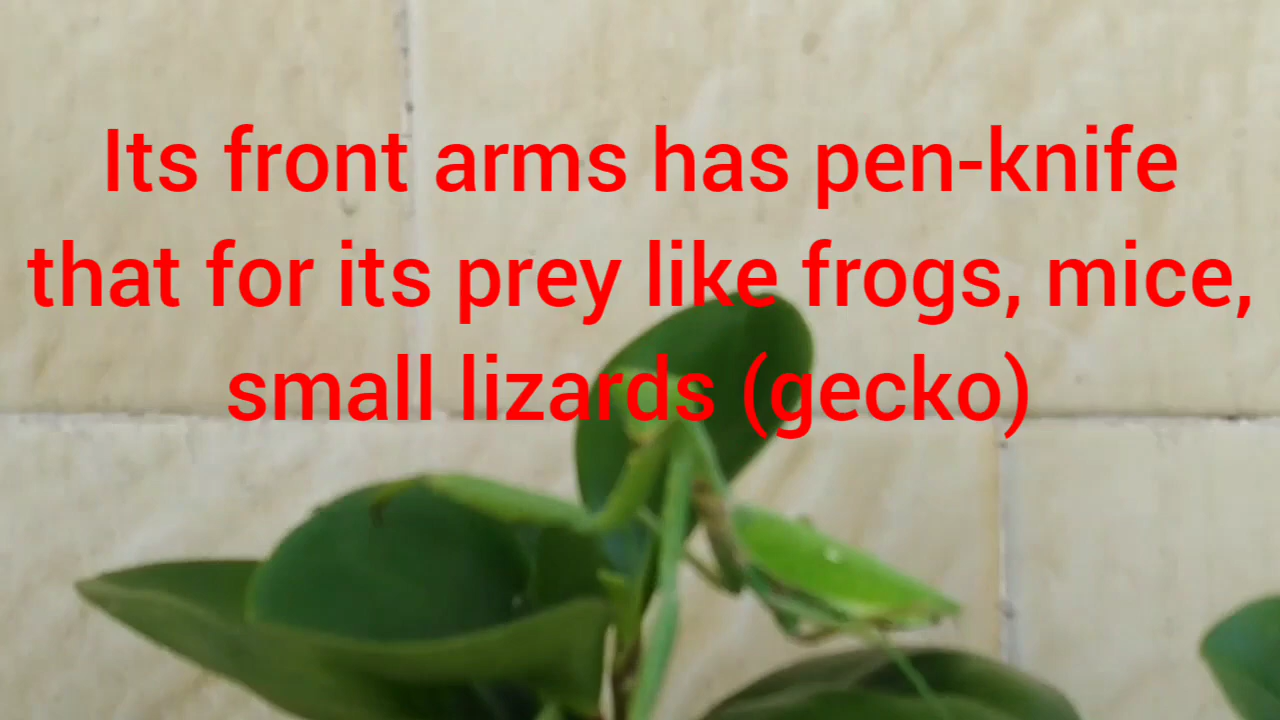 Its front arms has pen-knife
that for its prey like frogs, mice,
small lizards (gecko)